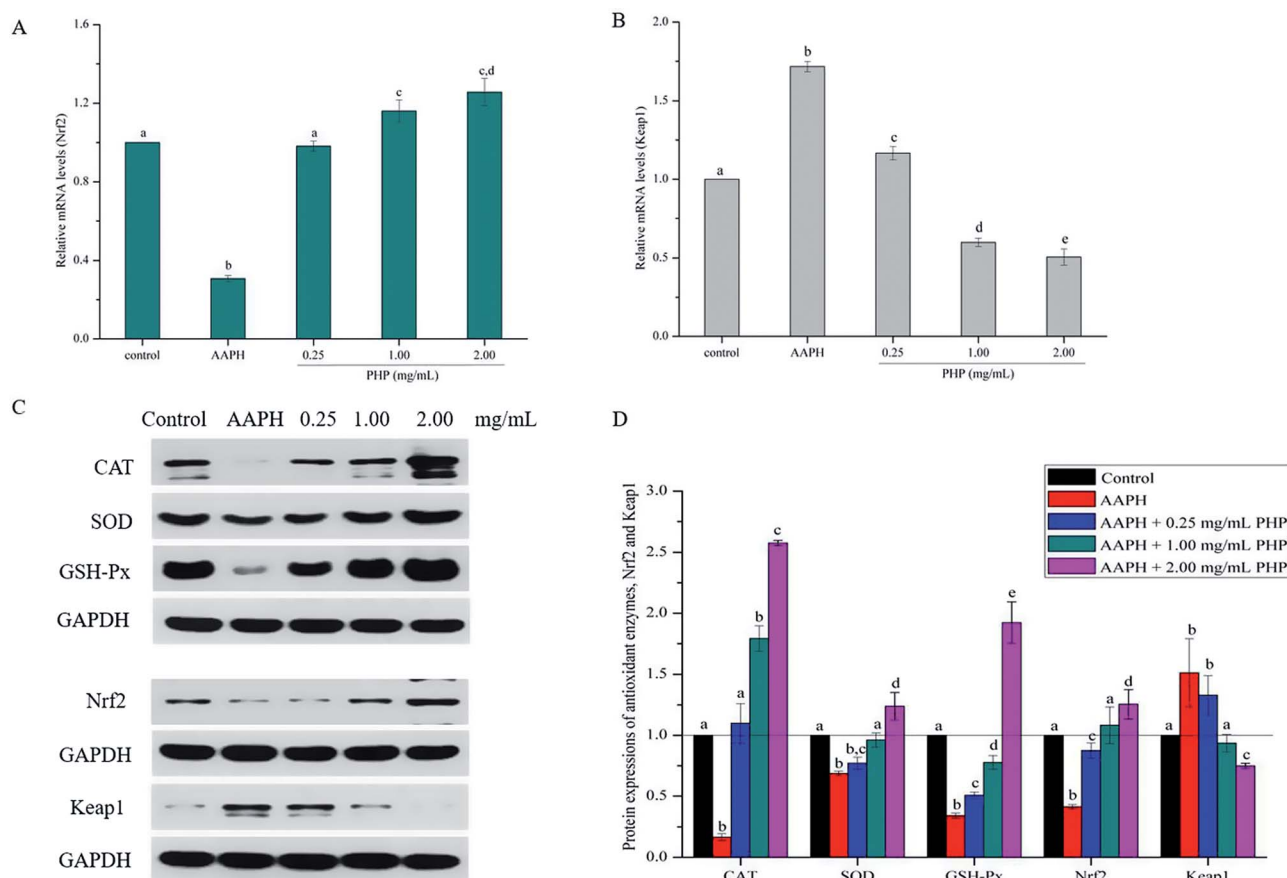 A
Relative mRNA levels (Nrf2)
1.6
1.2
0.8
0.4
0.0
a
b
a
c
c,d
control
AAPH
0.25
1.00
2.00
PHP (mg/mL)
B
Relative mRNA levels (Keap1)
2.0
1.5
1.0
0.5
0.0
a
b
c
d
e
control
AAPH
0.25
1.00
2.00
PHP (mg/mL)
C
Control AAPH 0.25 1.00 2.00 mg/mL
CAT
SOD
GSH-Px
GAPDH
Nrf2
GAPDH
Keap1
GAPDH
D
Protein expressions of antioxidant enzymes, Nrf2 and Keap1
3.0
2.5
2.0
1.5
1.0
0.5
0.0
Control
AAPH
AAPH + 0.25 mg/mL PHP
AAPH + 1.00 mg/mL PHP
AAPH + 2.00 mg/mL PHP
a b a b c
a b b,c a d
a b c d e
a b c a d
a b b a c
CAT SOD GSH-Px Nrf2 Keap1